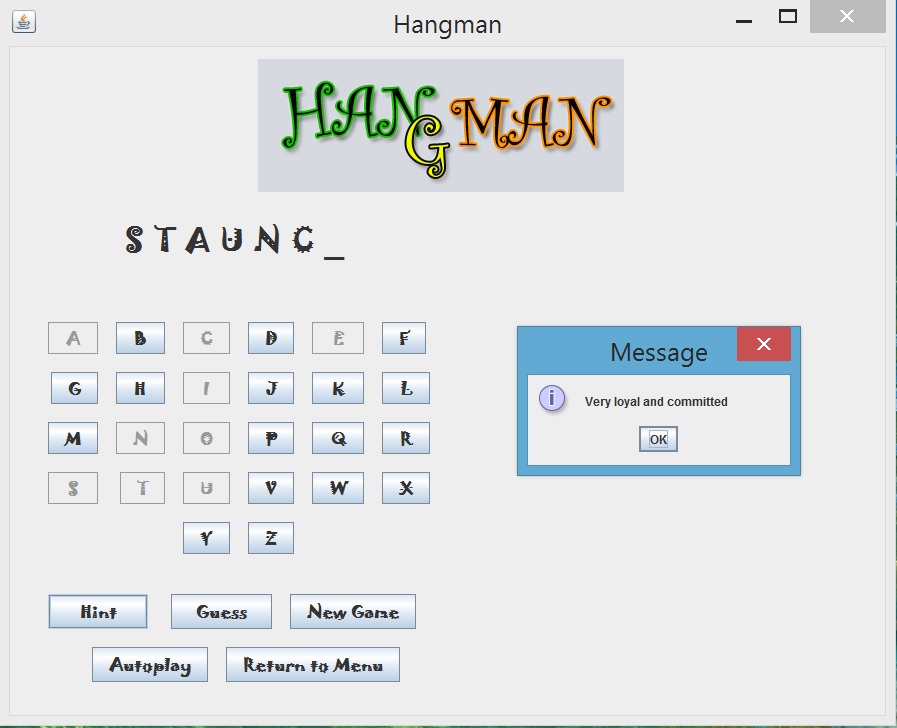 Hangman
HANGMAN
S T A U N C _
A B C D E F
G H I J K L
M N O P Q R
S T U V W X
Y Z
Hint Guess New Game
Autoplay Return to Menu
Message
i Very loyal and committed
OK